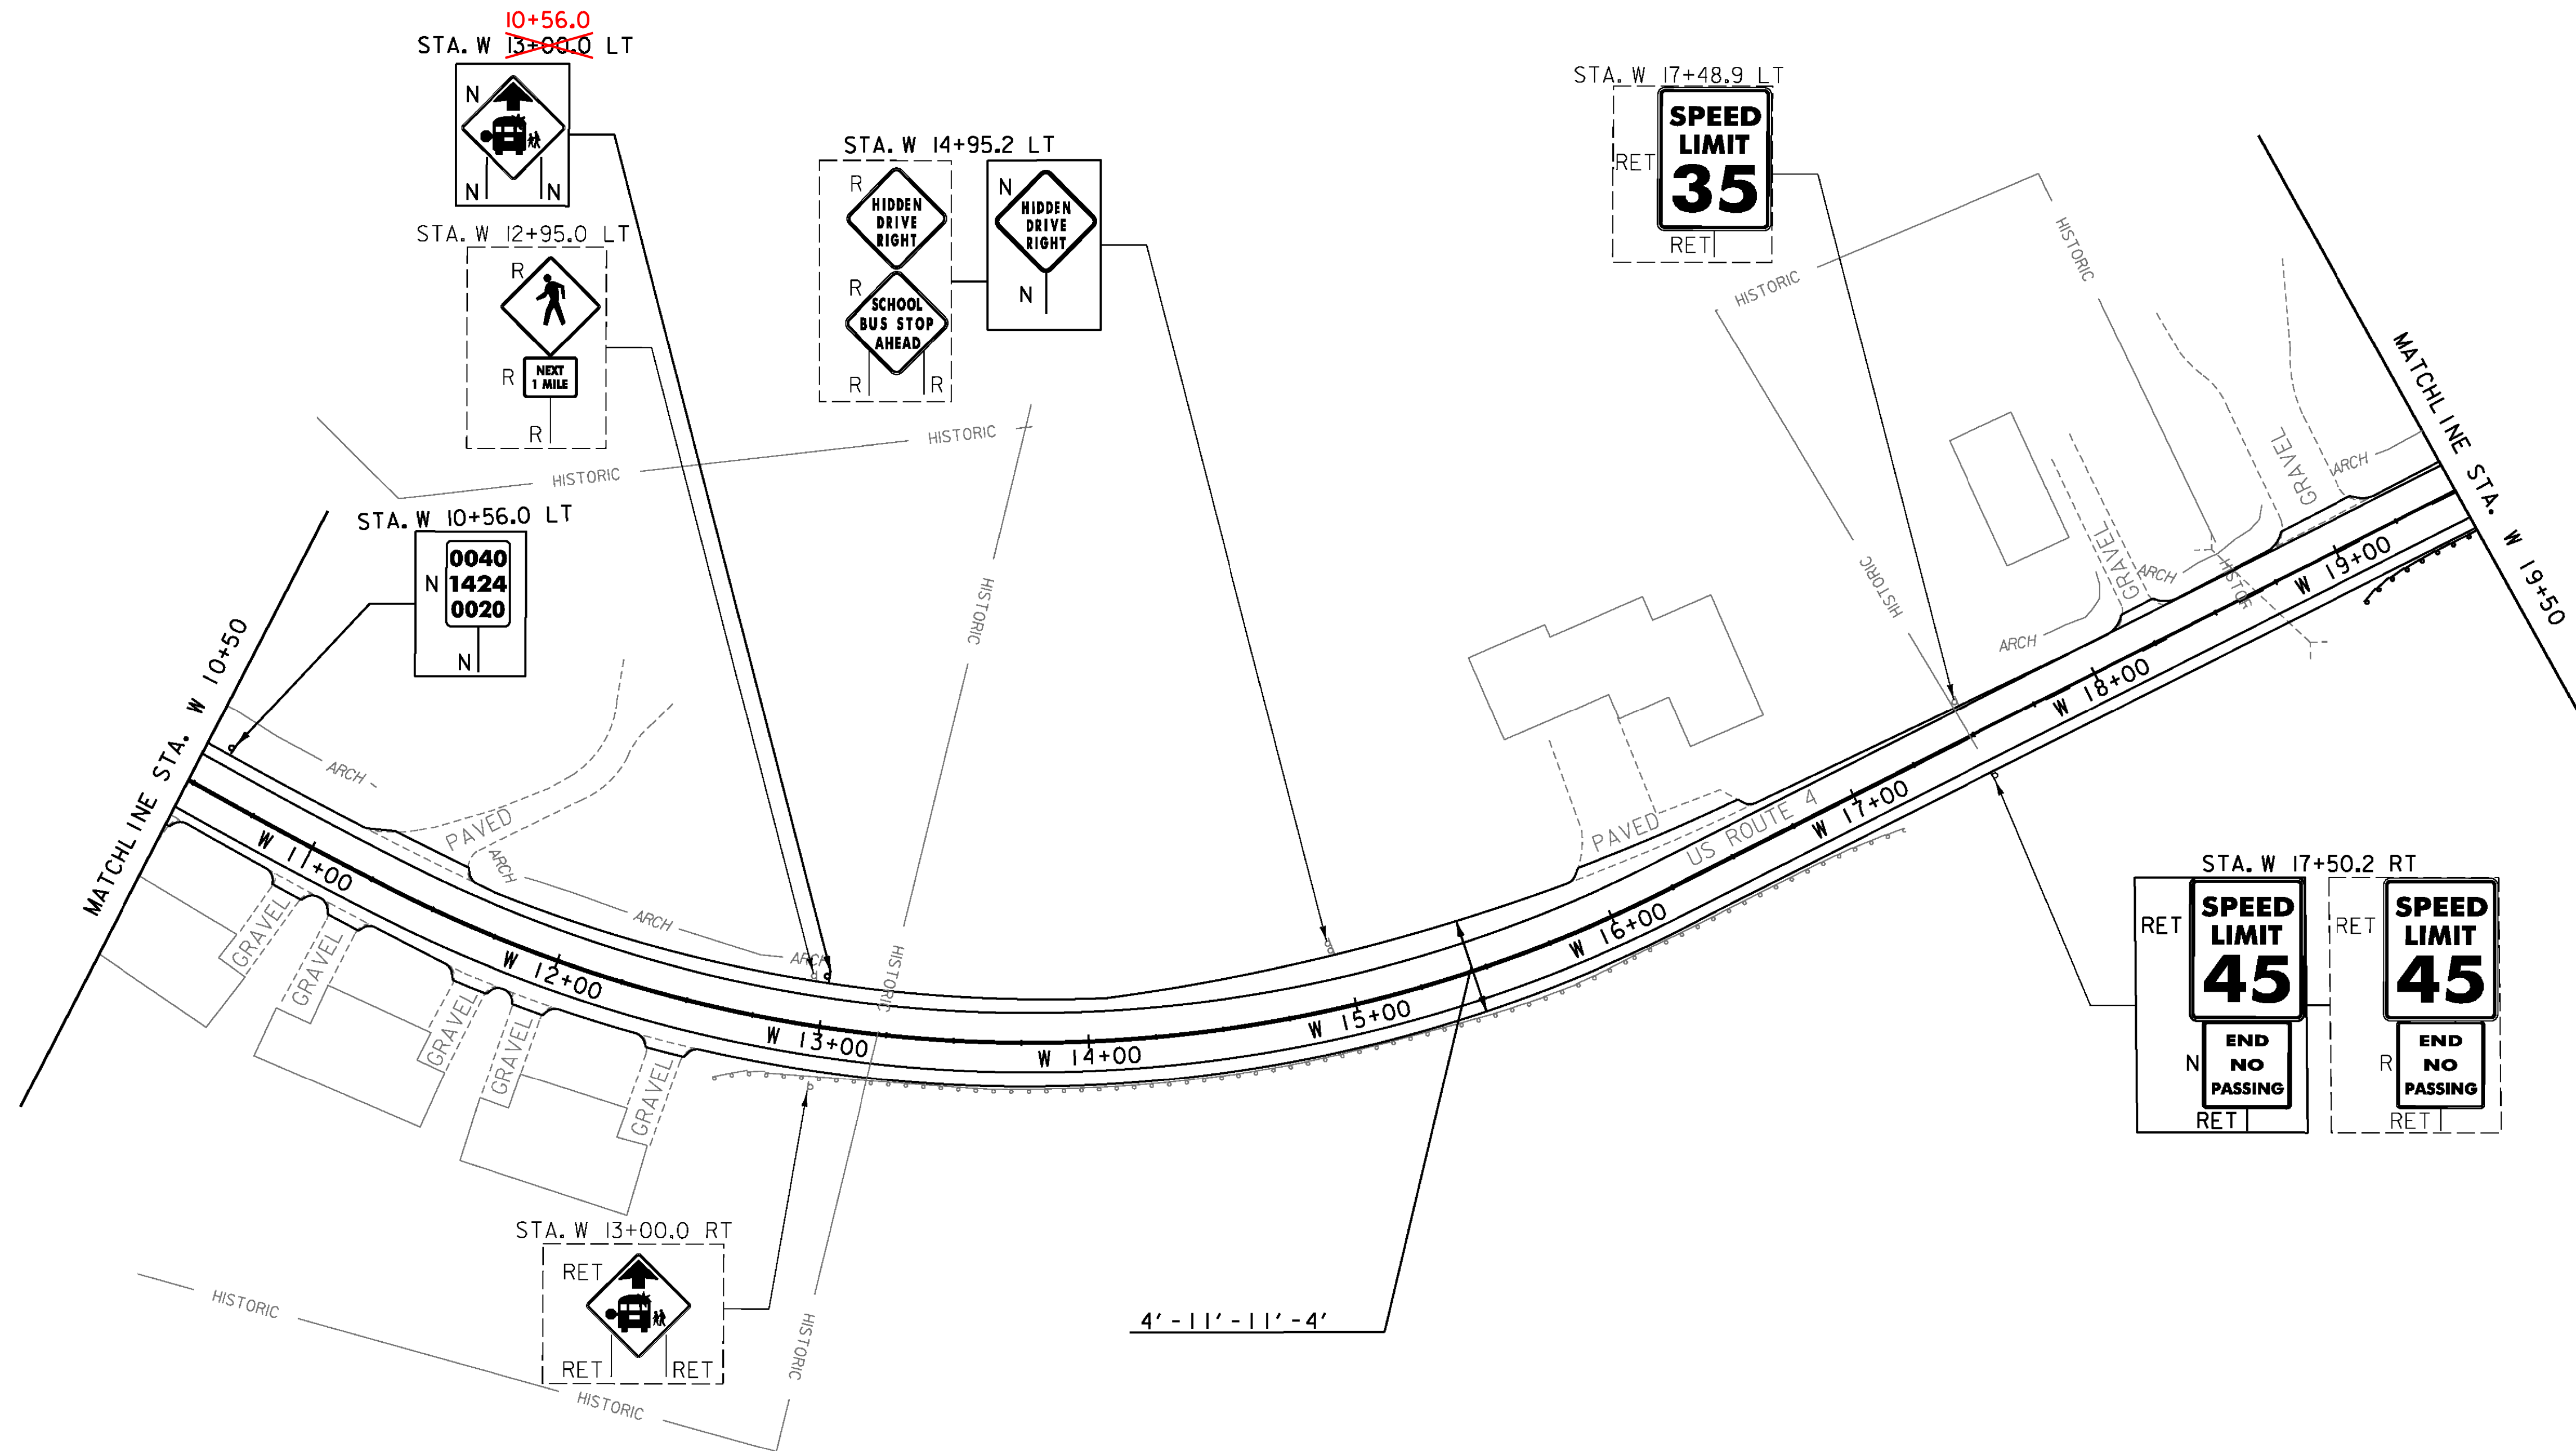 10+56.0
STA. W 13+00.0 LT
N
N N
STA. W 12+95.0 LT
R
R NEXT
1 MILE
R
STA. W 14+95.2 LT
R
HIDDEN
DRIVE
RIGHT
R
SCHOOL
BUS STOP
AHEAD
R R
N
HIDDEN
DRIVE
RIGHT
N
STA. W 17+48.9 LT
RET
SPEED
LIMIT
35
RET
STA. W 10+56.0 LT
N
0040
1424
0020
N
MATCHLINE STA. W 10+50
MATCHLINE STA. W 19+50
HISTORIC
HISTORIC
HISTORIC
HISTORIC
HISTORIC
HISTORIC
HISTORIC
HISTOR
HISTORIC
HISTORIC
HISTORIC
ARCH
ARCH
ARCH
ARCH
ARCH
ARCH
ARCH
PAVED
PAVED
US ROUTE 4
GRAVEL
GRAVEL
GRAVEL
GRAVEL
GRAVEL
GRAVEL
GRAVEL
W 11+00
W 12+00
W 13+00
W 14+00
W 15+00
W 16+00
W 17+00
W 18+00
W 19+00
STA. W 17+50.2 RT
RET
SPEED
LIMIT
45
N
END
NO
PASSING
RET
RET
SPEED
LIMIT
45
R
END
NO
PASSING
RET
STA. W 13+00.0 RT
RET
RET RET
4'-11'-11'-4'